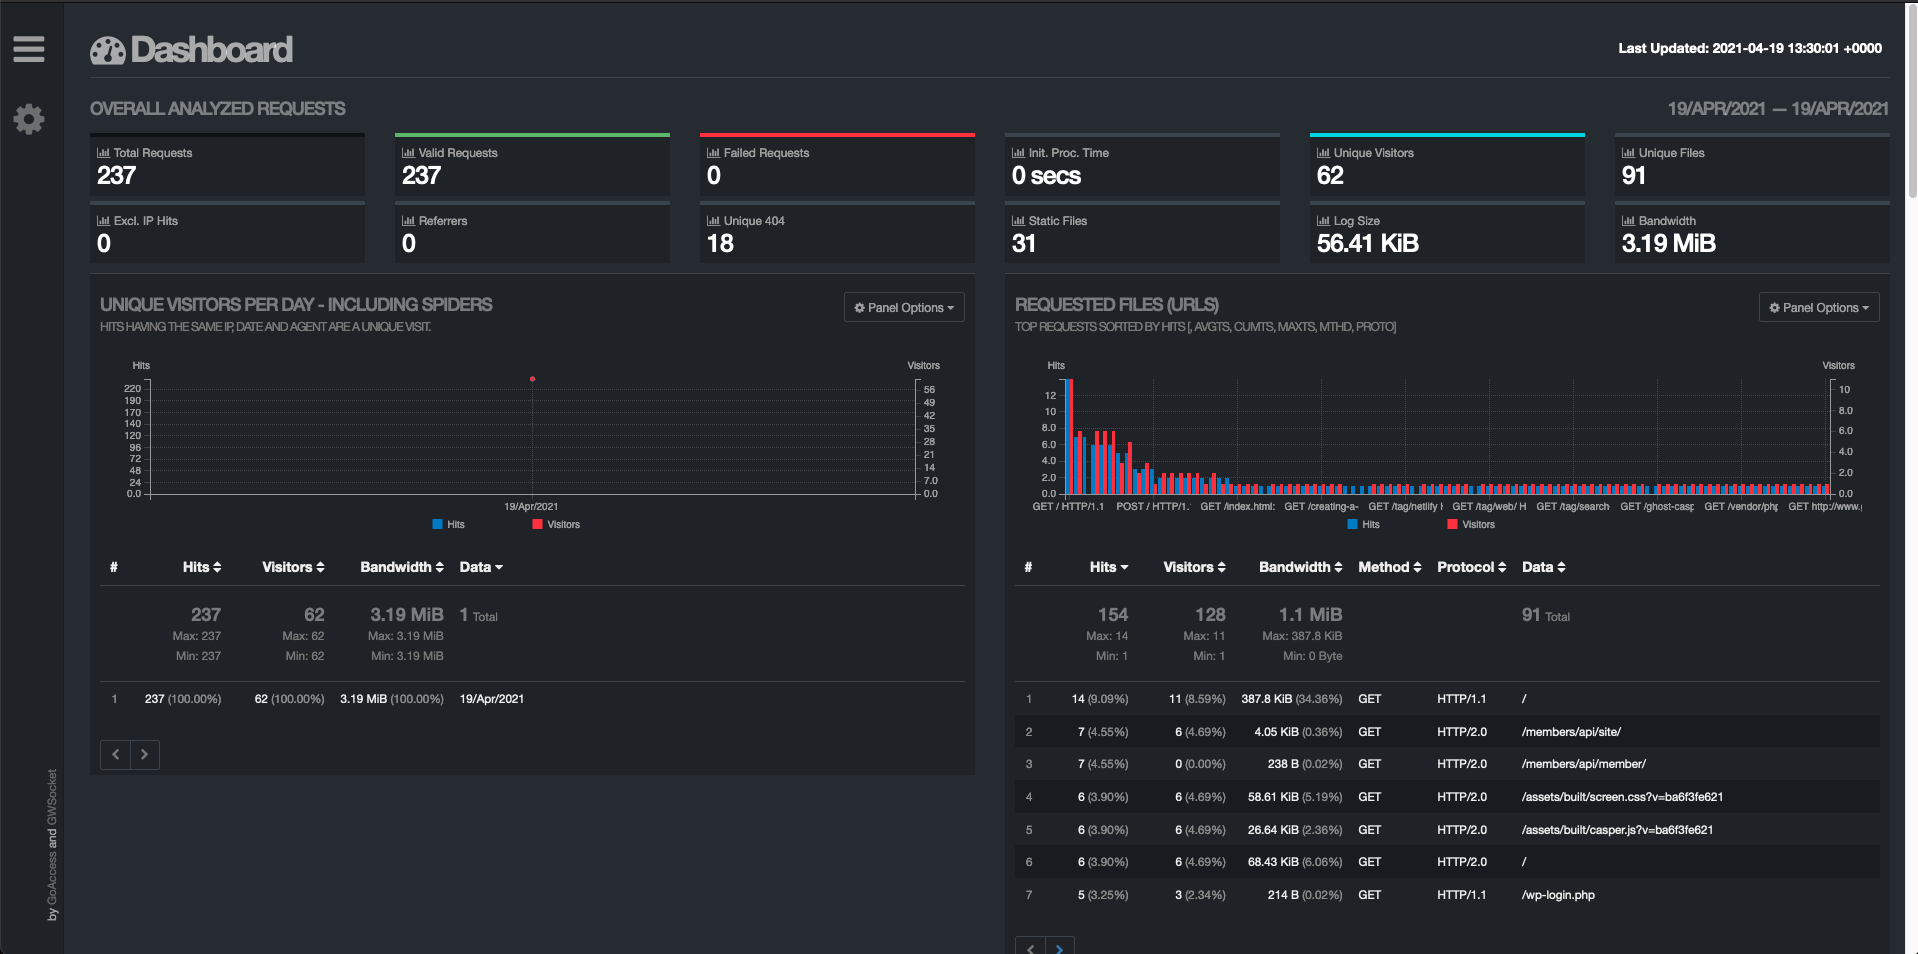 Dashboard
Last Updated: 2021-04-19 13:30:01 +0000
OVERALL ANALYZED REQUESTS
19/APR/2021 — 19/APR/2021
Total Requests
237
Valid Requests
237
Failed Requests
0
Init. Proc. Time
0 secs
Unique Visitors
62
Unique Files
91
Excl. IP Hits
0
Referrers
0
Unique 404
18
Static Files
31
Log Size
56.41 KiB
Bandwidth
3.19 MiB
UNIQUE VISITORS PER DAY - INCLUDING SPIDERS
Panel Options
HITS HAVING THE SAME IP, DATE AND AGENT ARE A UNIQUE VISIT.
Hits
Visitors
220
190
170
140
120
96
72
48
24
0.0
56
49
42
35
28
21
14
7.0
0.0
19/Apr/2021
Hits Visitors
# Hits Visitors Bandwidth Data
237 62 3.19 MiB 1 Total
Max: 237 Max: 62 Max: 3.19 MiB
Min: 237 Min: 62 Min: 3.19 MiB
1 237 (100.00%) 62 (100.00%) 3.19 MiB (100.00%) 19/Apr/2021
REQUESTED FILES (URLS)
Panel Options
TOP REQUESTS SORTED BY HITS [, AVGTS, CUMTS, MAXTS, MTHD, PROTO]
Hits
Visitors
12
10
8.0
6.0
4.0
2.0
0.0
10
8.0
6.0
4.0
2.0
0.0
GET / HTTP/1.1 POST / HTTP/1. GET /index.html: GET /creating-a- GET /tag/netlify GET /tag/web/ H GET /tag/search GET /ghost-casp GET /vendor/php GET http://www.
Hits Visitors
# Hits Visitors Bandwidth Method Protocol Data
154 128 1.1 MiB 91 Total
Max: 14 Max: 11 Max: 387.8 KiB
Min: 1 Min: 1 Min: 0 Byte
1 14 (9.09%) 11 (8.59%) 387.8 KiB (34.36%) GET HTTP/1.1 /
2 7 (4.55%) 6 (4.69%) 4.05 KiB (0.36%) GET HTTP/2.0 /members/api/site/
3 7 (4.55%) 0 (0.00%) 238 B (0.02%) GET HTTP/2.0 /members/api/member/
4 6 (3.90%) 6 (4.69%) 58.61 KiB (5.19%) GET HTTP/2.0 /assets/built/screen.css?v=ba6f3fe621
5 6 (3.90%) 6 (4.69%) 26.64 KiB (2.36%) GET HTTP/2.0 /assets/built/casper.js?v=ba6f3fe621
6 6 (3.90%) 6 (4.69%) 68.43 KiB (6.06%) GET HTTP/2.0 /
7 5 (3.25%) 3 (2.34%) 214 B (0.02%) GET HTTP/1.1 /wp-login.php
by GoAccess and GWSocket